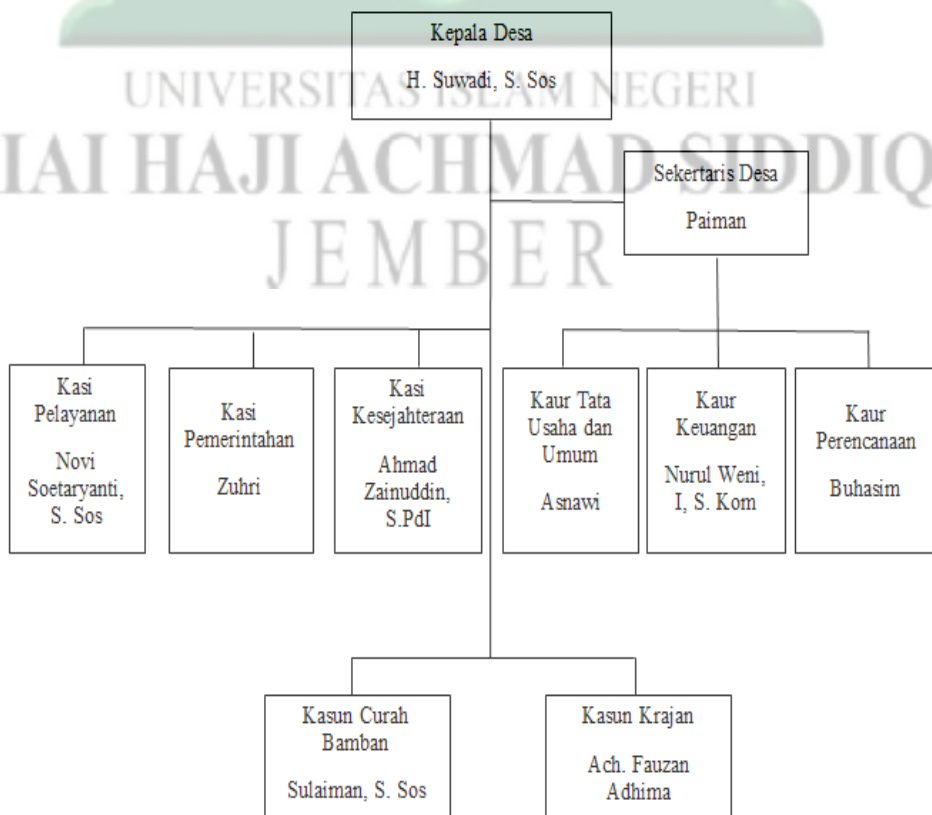 Kepala Desa
H. Suwadi, S. Sos
UNIVERSITAS ISLAM NEGERI
IAI HAJI ACHMAD SIDDIQ
JEMBER
Sekertaris Desa
Paiman
Kasi
Pelayanan
Novi
Soetaryanti,
S. Sos
Kasi
Pemerintahan
Zuhri
Kasi
Kesejahteraan
Ahmad
Zainuddin,
S.PdI
Kaur Tata
Usaha dan
Umum
Asnawi
Kaur
Keuangan
Nurul Weni,
I, S. Kom
Kaur
Perencanaan
Buhasim
Kasun Curah
Bamban
Sulaiman, S. Sos
Kasun Krajan
Ach. Fauzan
Adhima